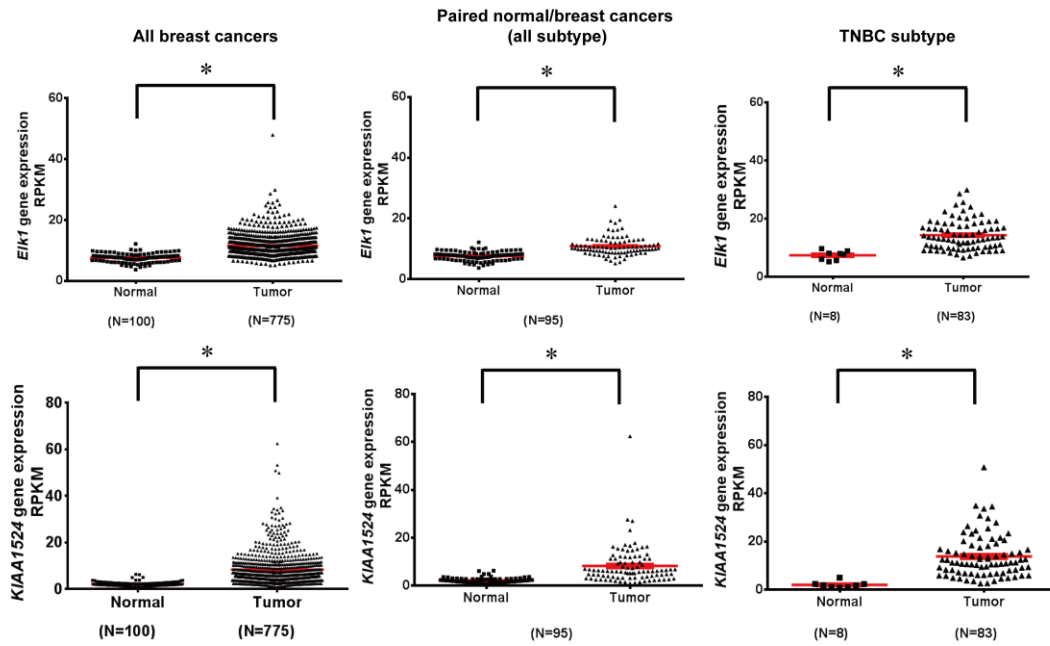 All breast cancers
Paired normal/breast cancers
(all subtype)
TNBC subtype
*
Elk1 gene expression
RPKM
60
40
20
0
Normal
Tumor
(N=100)
(N=775)
*
Elk1 gene expression
RPKM
60
40
20
0
Normal
Tumor
(N=95)
*
Elk1 gene expression
RPKM
60
40
20
0
Normal
Tumor
(N=8)
(N=83)
*
KIAA1524 gene expression
RPKM
80
60
40
20
0
Normal
Tumor
(N=100)
(N=775)
*
KIAA1524 gene expression
RPKM
80
60
40
20
0
Normal
Tumor
(N=95)
*
KIAA1524 gene expression
RPKM
80
60
40
20
0
Normal
Tumor
(N=8)
(N=83)